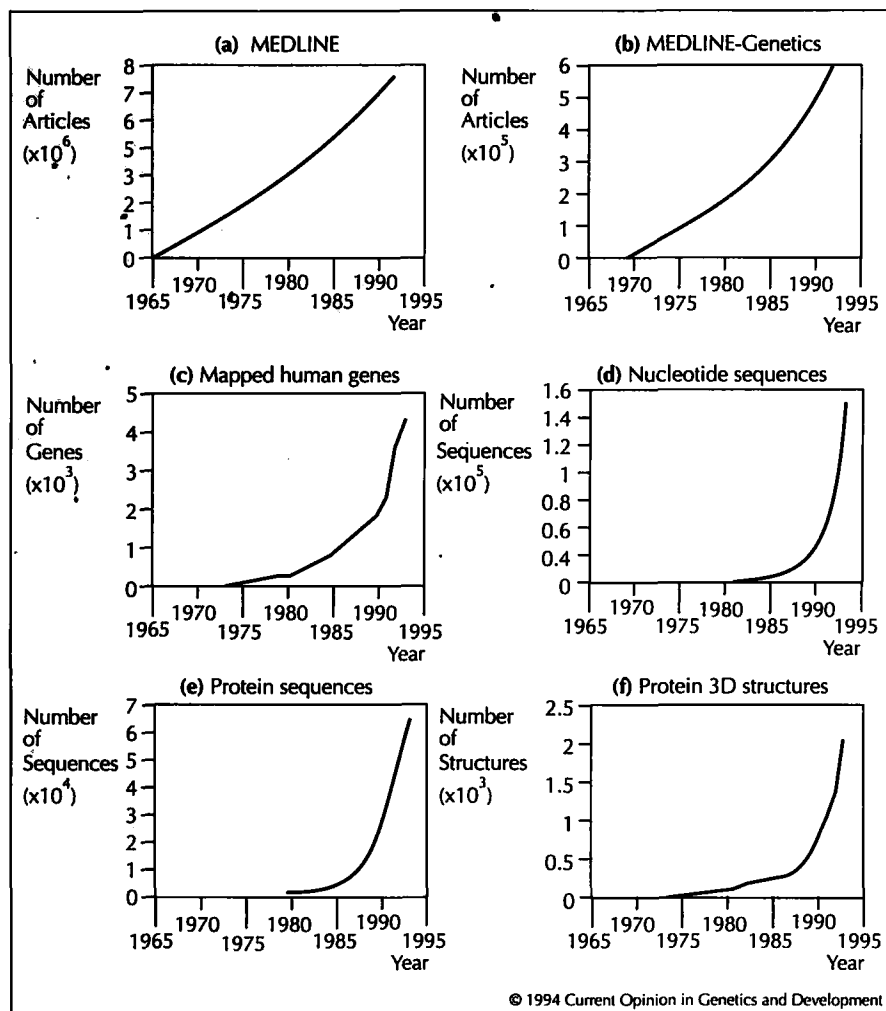 (a) MEDLINE
Number
of
Articles
(x10^6)
8
7
6
5
3
2
1
0
1970 1980 1990
1965 1975 1985 1995
Year
(b) MEDLINE-Genetics
Number
of
Articles
(x10^5)
6
5
4
3
2
1
0
1970 1980 1990
1965 1975 1985 1995
Year
(c) Mapped human genes
Number
of
Genes
(x10^3)
5
4
3
2
1
0
1970 1980 1990
1965 1975 1985 1995
Year
(d) Nucleotide sequences
Number
of
Sequences
(x10^5)
1.6
1.4
1.2
1
0.8
0.6
0.4
0
1970 1980 1990
1965 1975 1985 1995
Year
(e) Protein sequences
Number
of
Sequences
(x10^4)
7
6
5
4
3
2
1
0
1970 1980 1990
1965 1975 1985 1995
Year
(f) Protein 3D structures
Number
of
Structures
(x10^3)
2.5
2
1.5
1
0.5
0
1970 1980 1990
1965 1975 1985 1995
Year
© 1994 Current Opinion in Genetics and Development